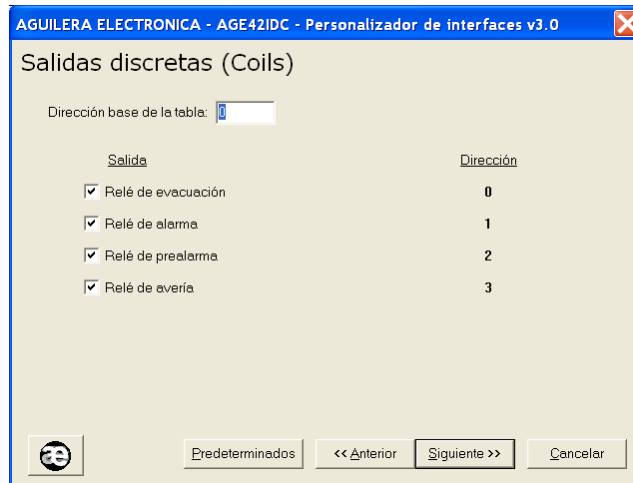 AGUILERA ELECTRONICA - AGE42IDC - Personalizador de interfaces v3.0
Salidas discretas (Coils)
Dirección base de la tabla: 0
Salida Dirección
Relé de evacuación 0
Relé de alarma 1
Relé de prealarma 2
Relé de avería 3
æ Predeterminados << Anterior Siguiente >> Cancelar